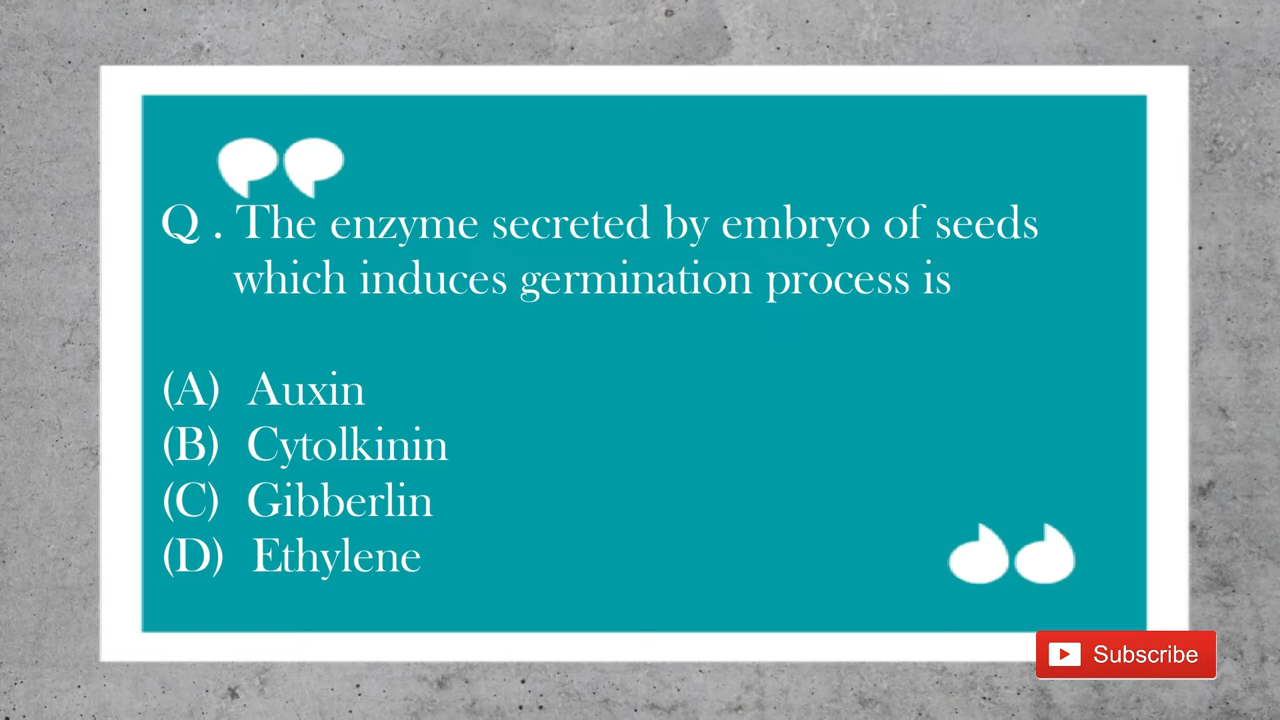 Q . The enzyme secreted by embryo of seeds
which induces germination process is
(A) Auxin
(B) Cytolkinin
(C) Gibberlin
(D) Ethylene
Subscribe